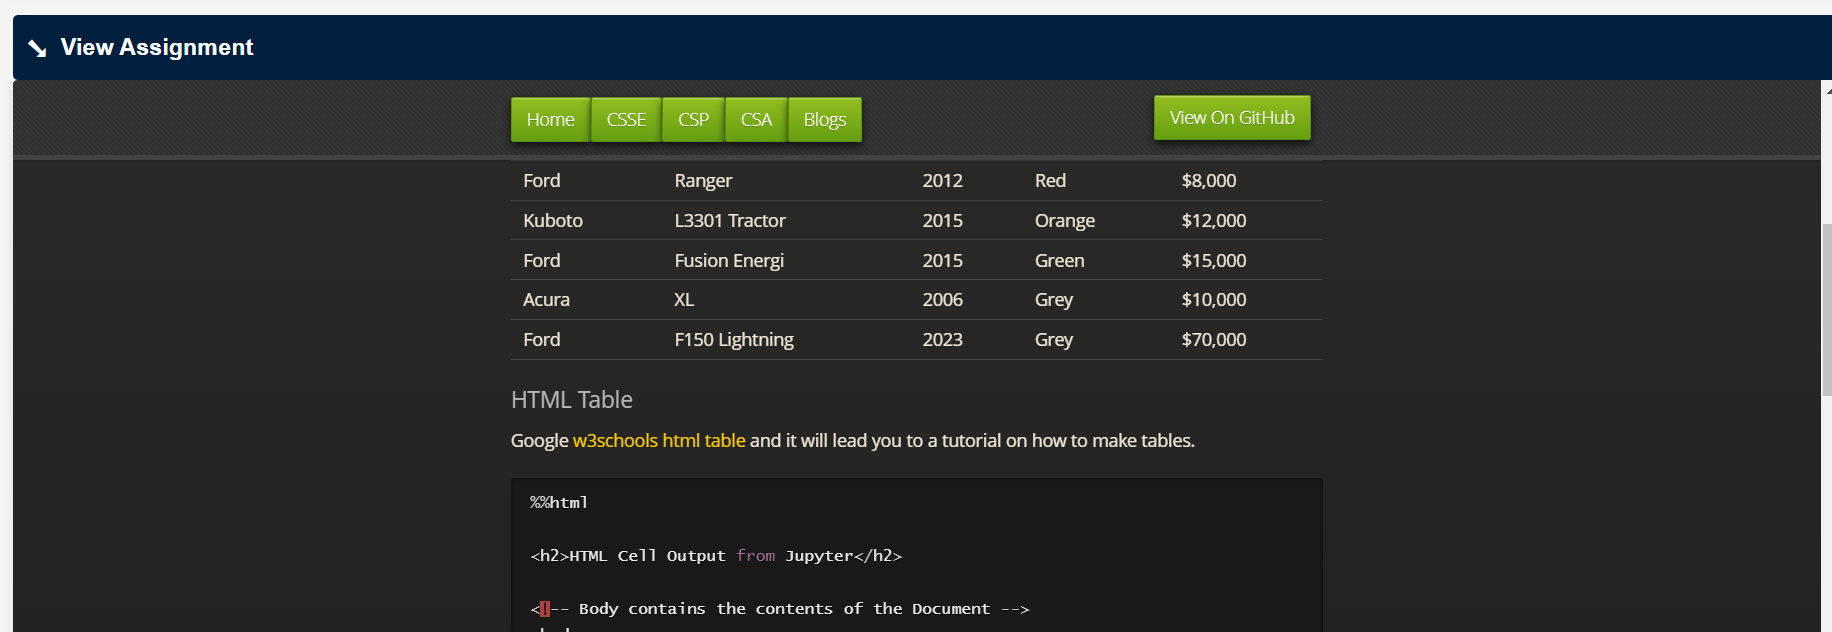 View Assignment
Home CSSE CSP CSA Blogs View On GitHub
Ford Ranger 2012 Red $8,000
Kuboto L3301 Tractor 2015 Orange $12,000
Ford Fusion Energi 2015 Green $15,000
Acura XL 2006 Grey $10,000
Ford F150 Lightning 2023 Grey $70,000
HTML Table
Google w3schools html table and it will lead you to a tutorial on how to make tables.
%%html
<h2>HTML Cell Output from Jupyter</h2>
<!-- Body contains the contents of the Document -->